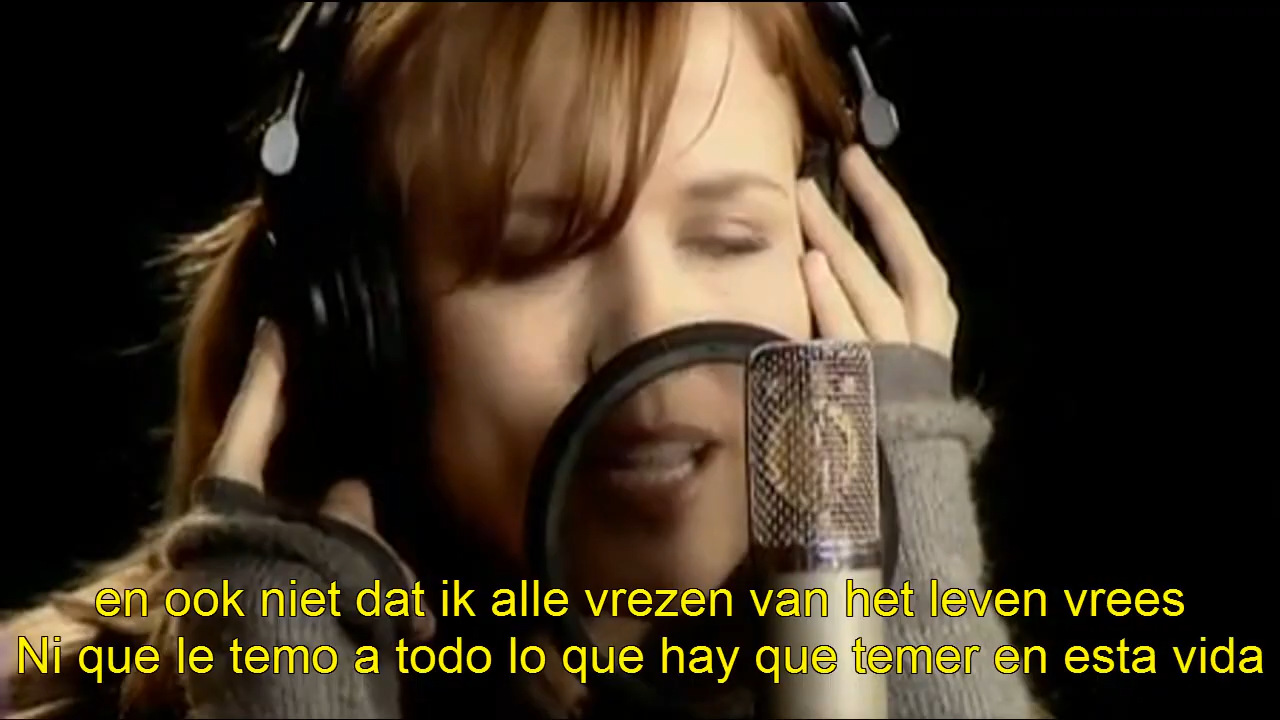 en ook niet dat ik alle vrezen van het leven vrees
Ni que le temo a todo lo que hay que temer en esta vida